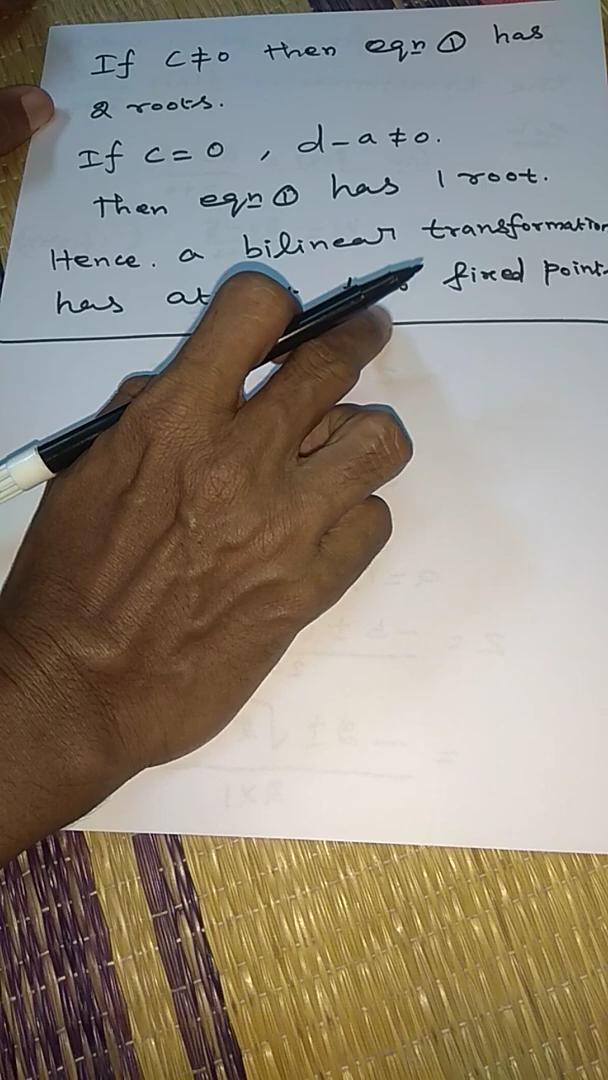 If c≠0 then eqn ① has
2 roots.
If c=0 , d-a≠0.
Then eqn ① has 1 root.
Hence. a bilinear transformation
has at fixed point